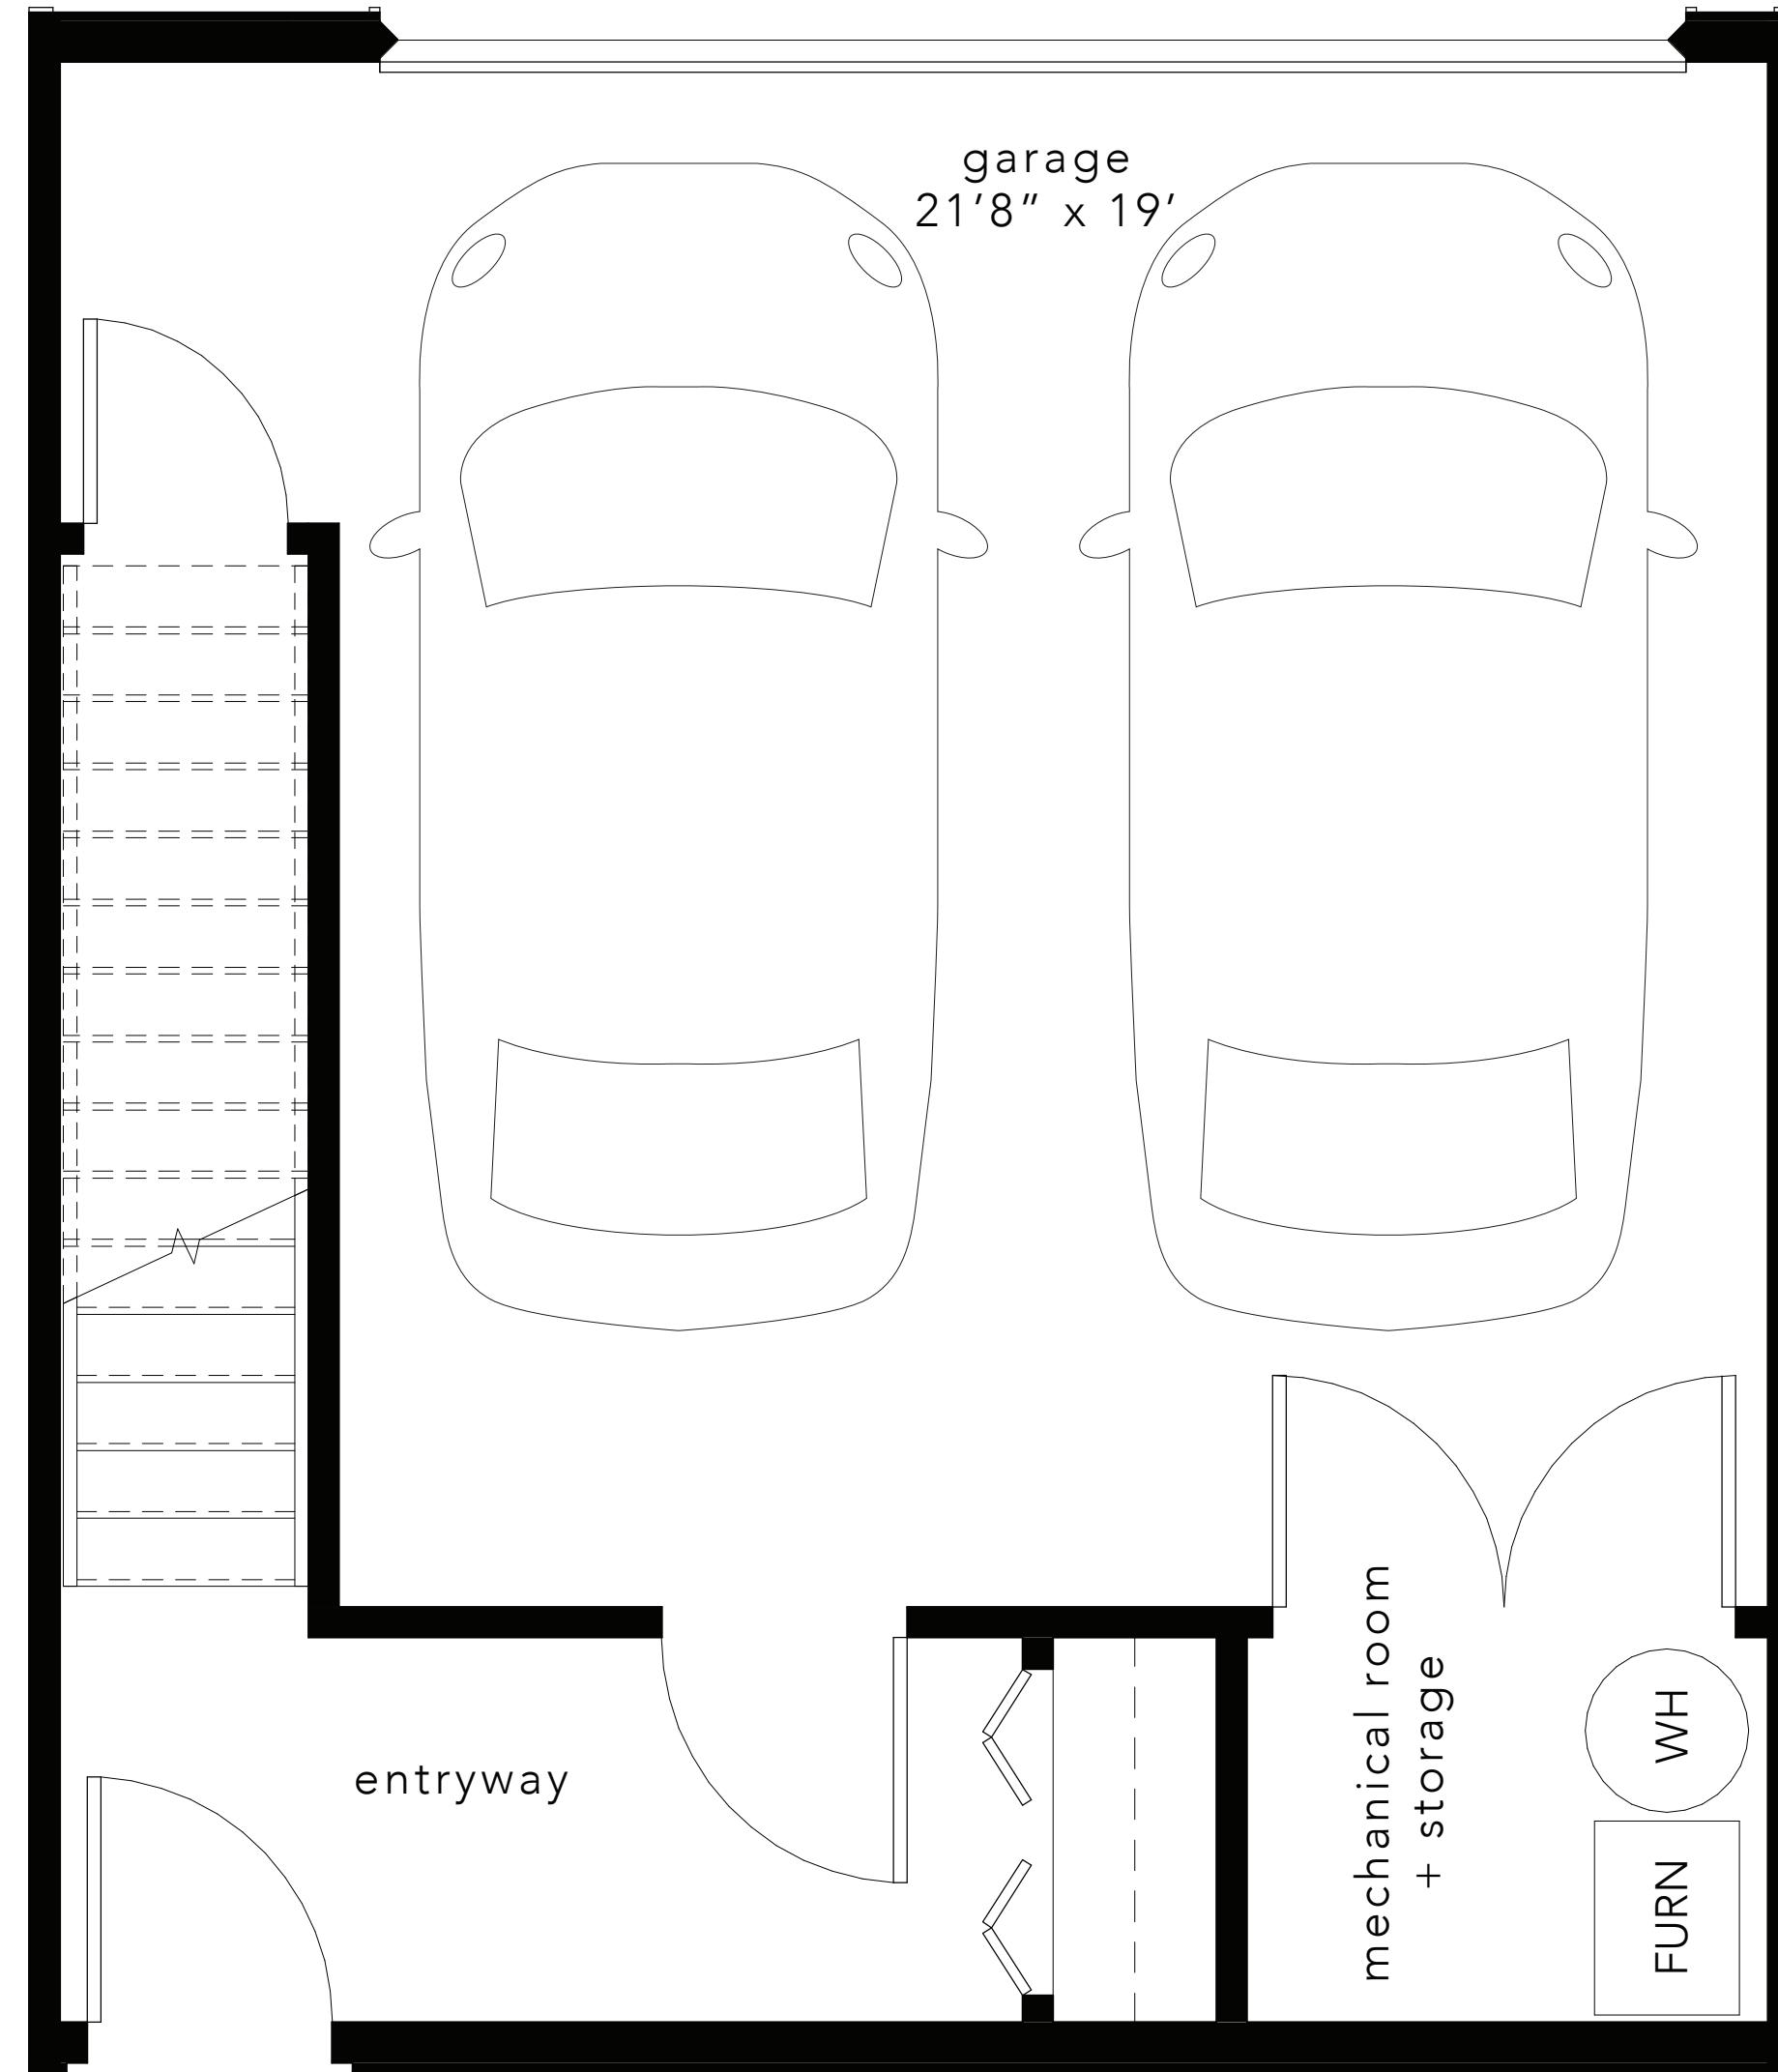 garage
21'8" x 19'
entryway
mechanical room
+ storage
WH
FURN